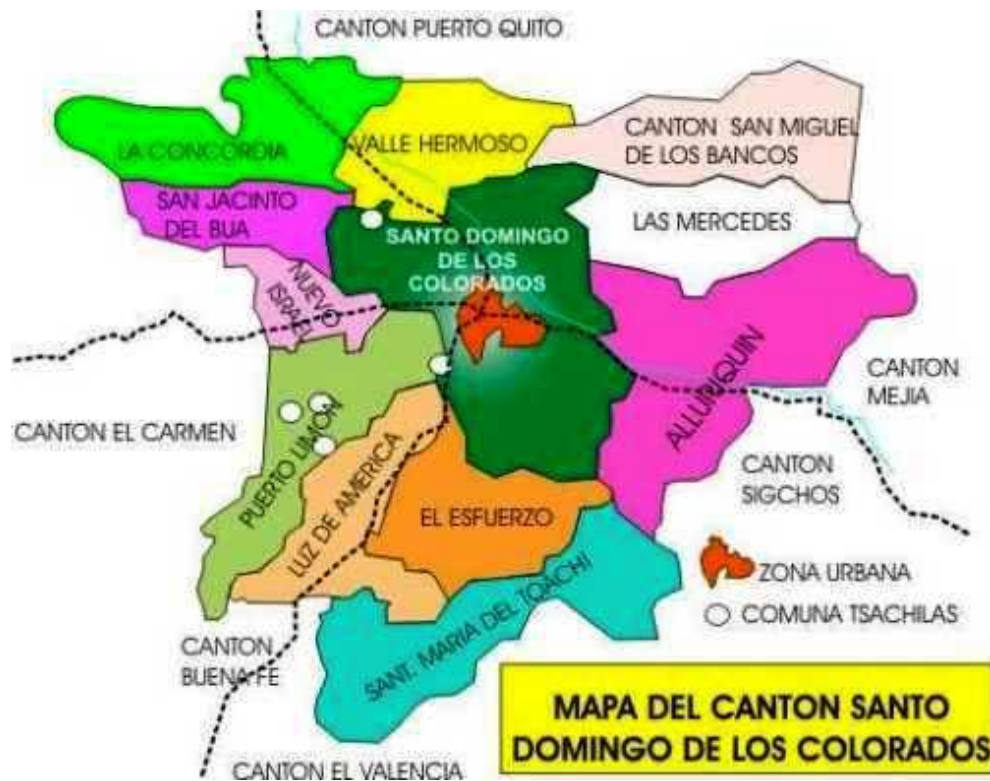 CANTON PUERTO QUITO
LA CONCORDIA
VALLE HERMOSO
CANTON SAN MIGUEL
DE LOS BANCOS
SAN JACINTO
DEL BUA
SANTO DOMINGO
DE LOS
COLORADOS
LAS MERCEDES
NUEVO
ISRAEL
ALLURIQUIN
CANTON
MEJIA
CANTON EL CARMEN
PUERTO LIMON
LUZ DE AMERICA
EL ESFUERZO
CANTON
SIGCHOS
ZONA URBANA
COMUNA TSACHILAS
SANT. MARIA DEL TOACHI
CANTON
BUENA FE
CANTON EL VALENCIA
MAPA DEL CANTON SANTO
DOMINGO DE LOS COLORADOS